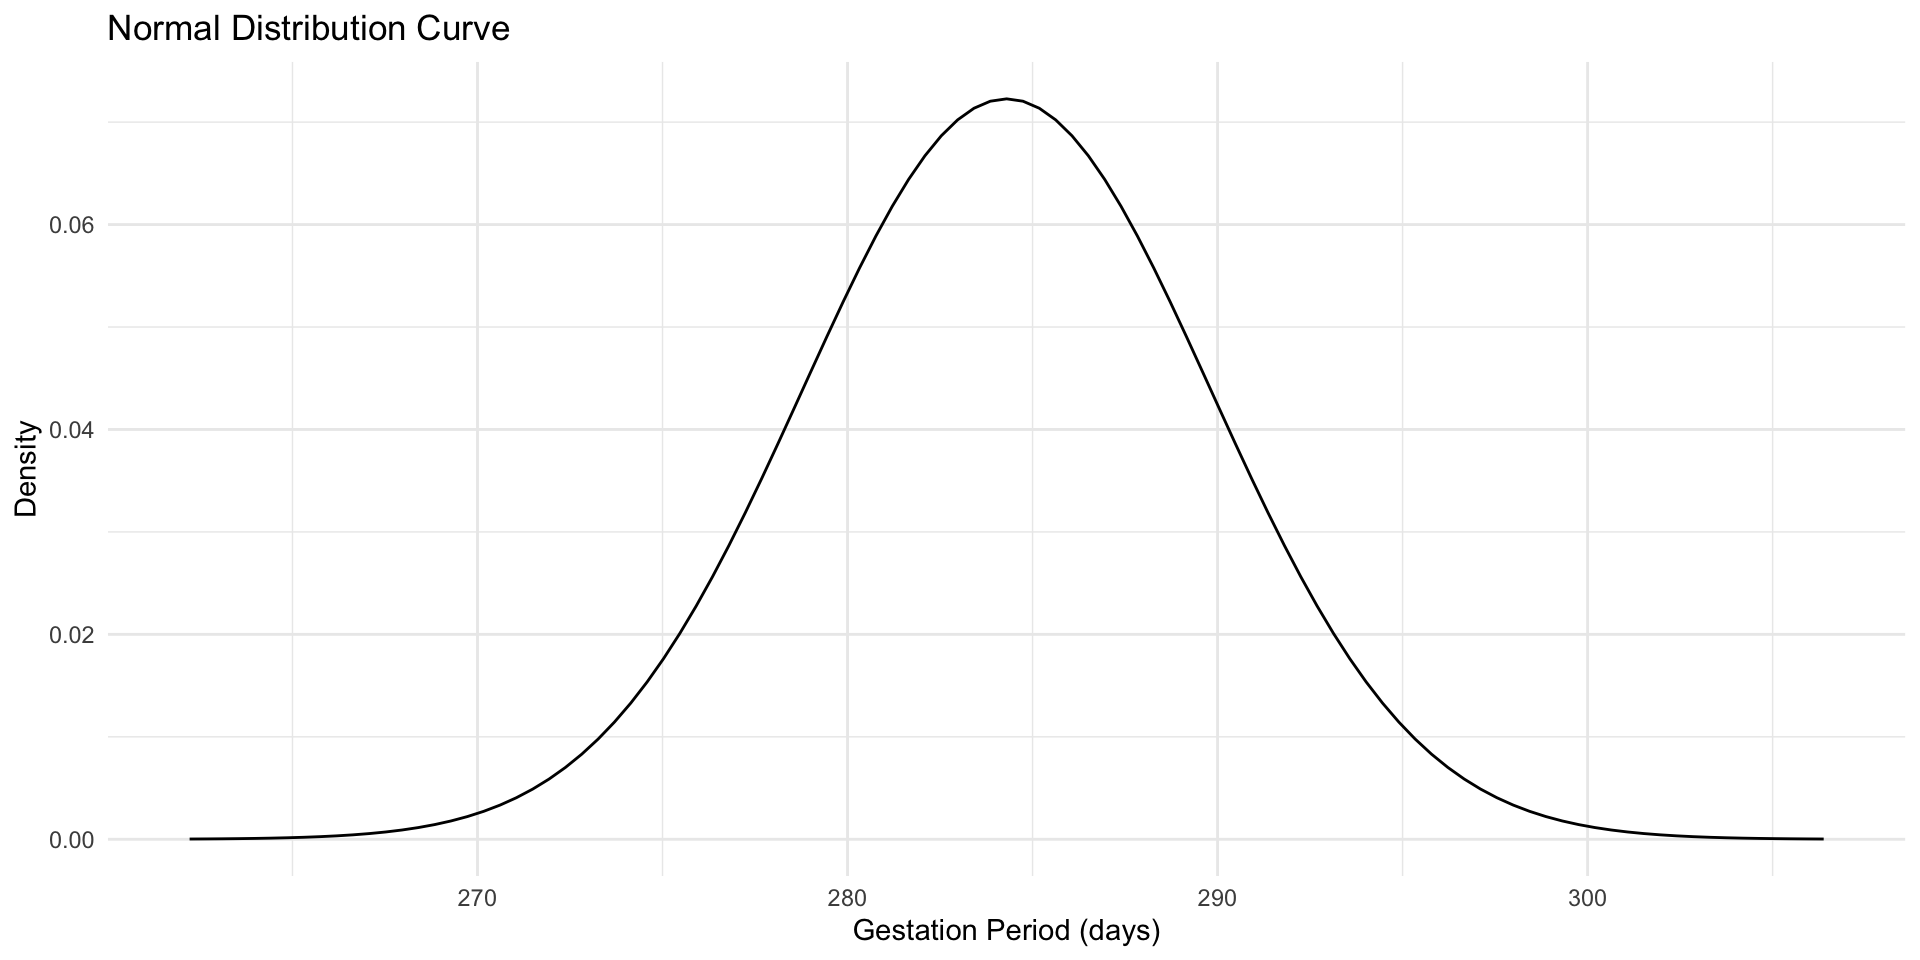 Normal Distribution Curve
0.06
0.04
0.02
0.00
Density
270 280 290 300
Gestation Period (days)